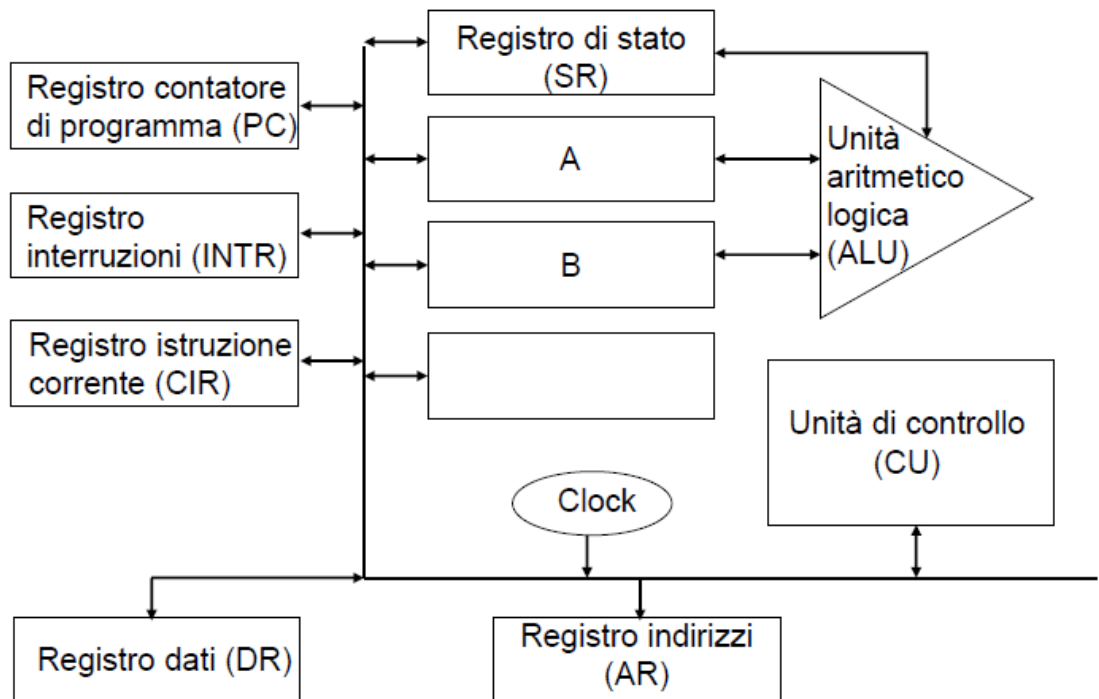 Registro di stato
(SR)
Registro contatore
di programma (PC)
A
Unità
aritmetico
logica
(ALU)
Registro
interruzioni (INTR)
B
Registro istruzione
corrente (CIR)
Unità di controllo
(CU)
Clock
Registro dati (DR)
Registro indirizzi
(AR)